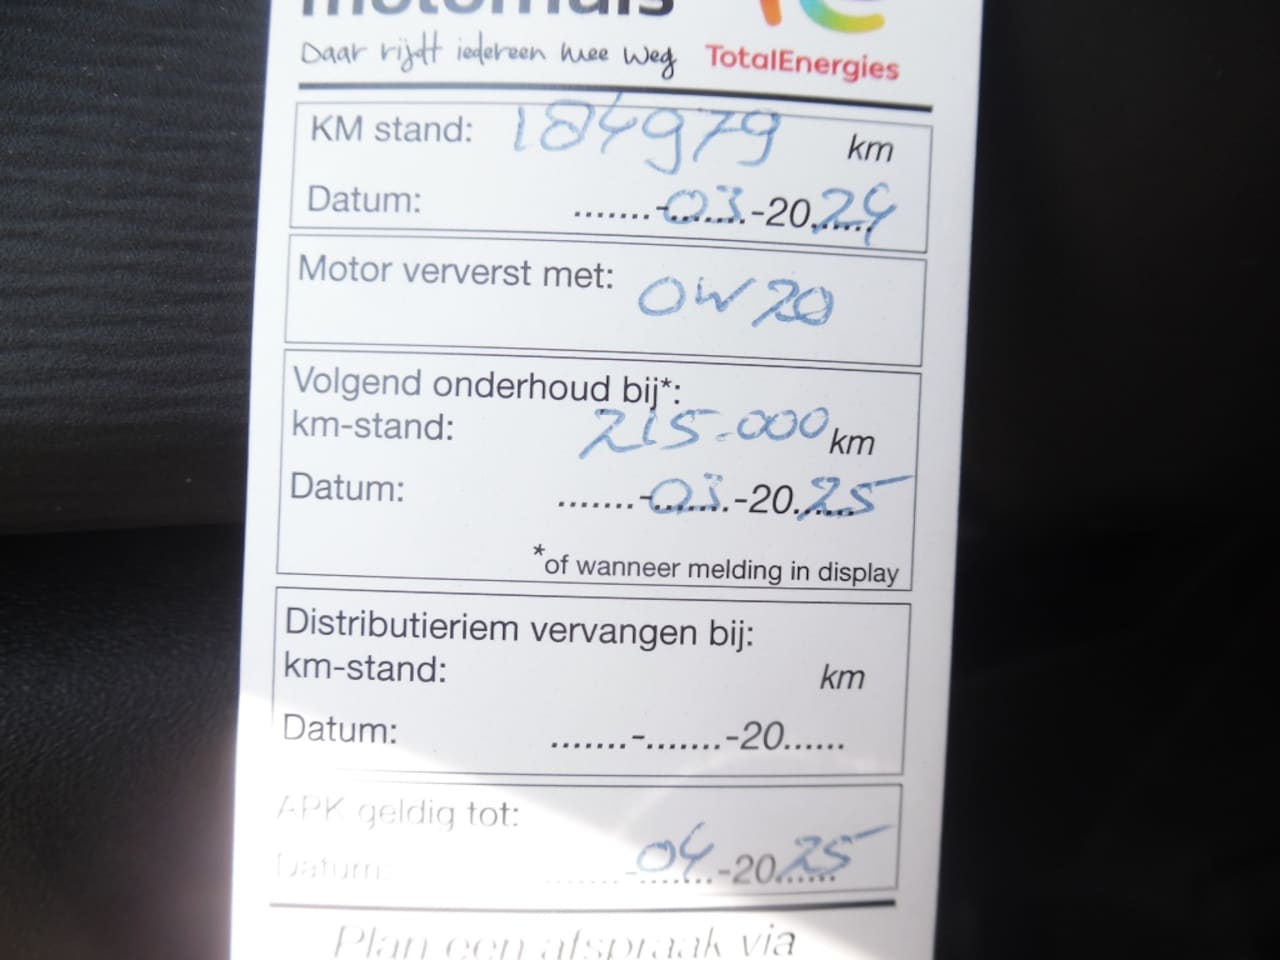 motorhuis
Daar rijdt iedereen mee weg TotalEnergies
KM stand: 184979 km
Datum: .......-03.-2024
Motor ververst met: 0W20
Volgend onderhoud bij*:
km-stand: 215.000 km
Datum: .......-03.-2025
*of wanneer melding in display
Distributieriem vervangen bij:
km-stand: km
Datum: .......-.......-20......
APK geldig tot:
Datum: .......-04.-2025
Plan een afspraak via